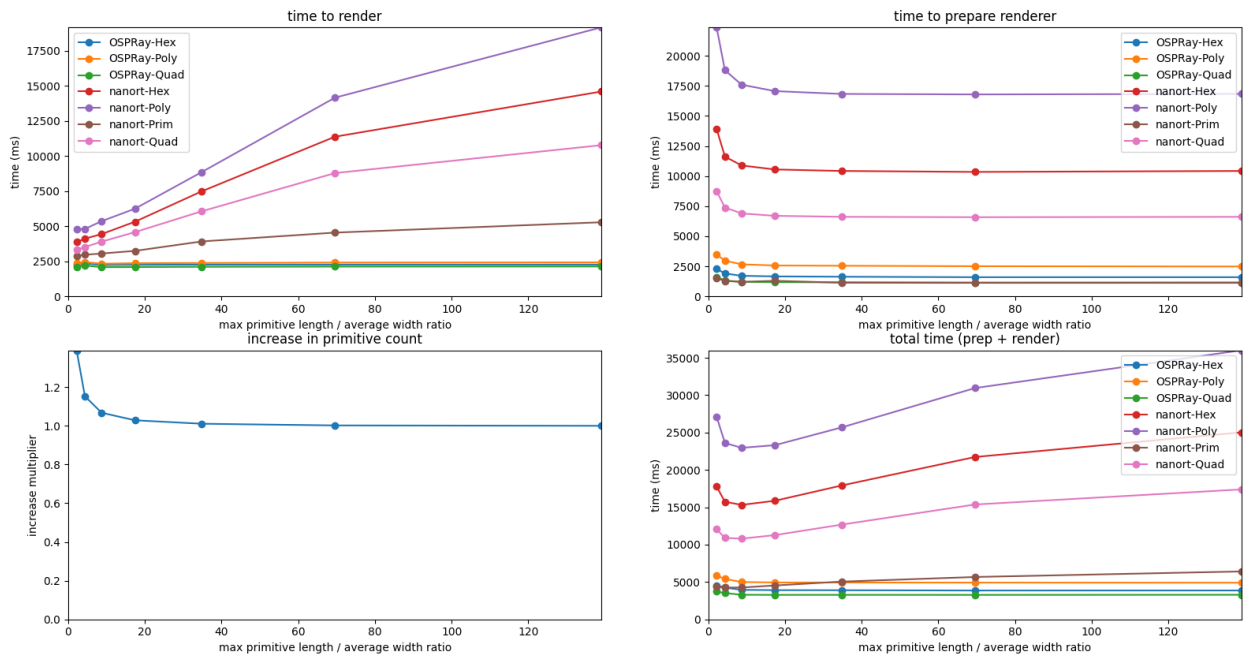 time to render
17500
15000
12500
10000
7500
5000
2500
0
time (ms)
OSPRay-Hex
OSPRay-Poly
OSPRay-Quad
nanort-Hex
nanort-Poly
nanort-Prim
nanort-Quad
0 20 40 60 80 100 120
max primitive length / average width ratio
time to prepare renderer
22500
20000
17500
15000
12500
10000
7500
5000
2500
0
time (ms)
OSPRay-Hex
OSPRay-Poly
OSPRay-Quad
nanort-Hex
nanort-Poly
nanort-Prim
nanort-Quad
0 20 40 60 80 100 120
max primitive length / average width ratio
increase in primitive count
1.2
1.0
0.8
0.6
0.4
0.2
0.0
increase multiplier
0 20 40 60 80 100 120
max primitive length / average width ratio
total time (prep + render)
35000
30000
25000
20000
15000
10000
5000
0
time (ms)
OSPRay-Hex
OSPRay-Poly
OSPRay-Quad
nanort-Hex
nanort-Poly
nanort-Prim
nanort-Quad
0 20 40 60 80 100 120
max primitive length / average width ratio